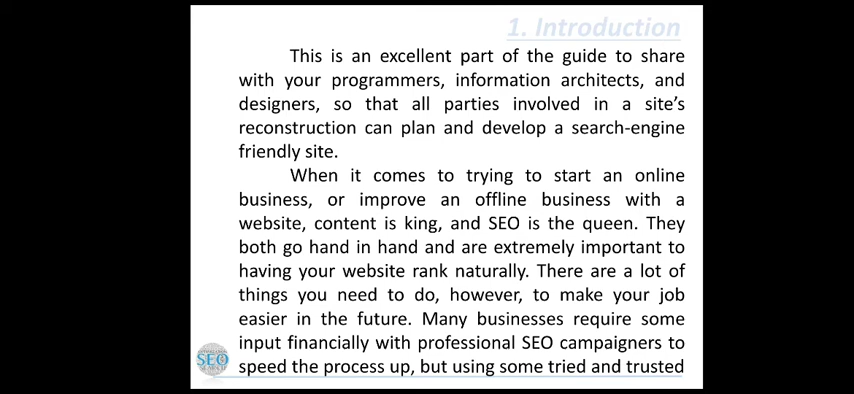 1. Introduction
This is an excellent part of the guide to share
with your programmers, information architects, and
designers, so that all parties involved in a site's
reconstruction can plan and develop a search-engine
friendly site.
When it comes to trying to start an online
business, or improve an offline business with a
website, content is king, and SEO is the queen. They
both go hand in hand and are extremely important to
having your website rank naturally. There are a lot of
things you need to do, however, to make your job
easier in the future. Many businesses require some
input financially with professional SEO campaigners to
speed the process up, but using some tried and trusted
SEO